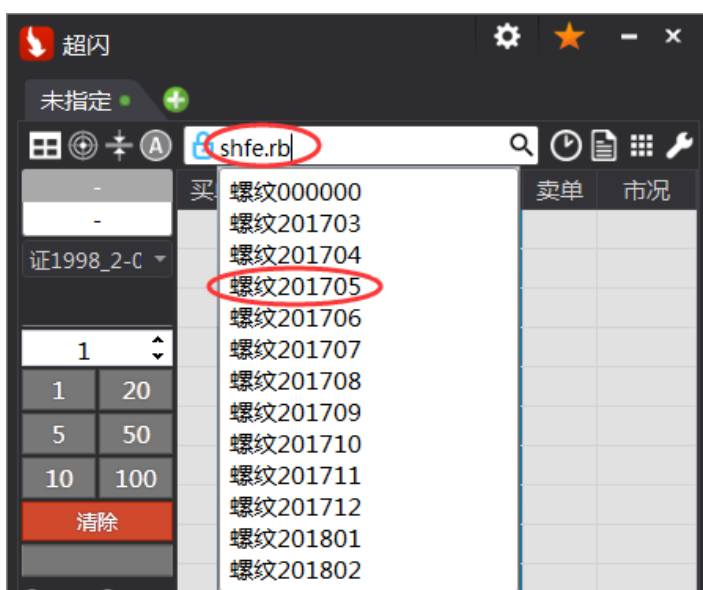 超闪
未指定
A shfe.rb
- 买 螺纹000000 卖单 市况
- 螺纹201703
证1998_2-0 螺纹201704
螺纹201705
螺纹201706
1 螺纹201707
1 20 螺纹201708
螺纹201709
5 50 螺纹201710
10 100 螺纹201711
清除 螺纹201712
螺纹201801
螺纹201802